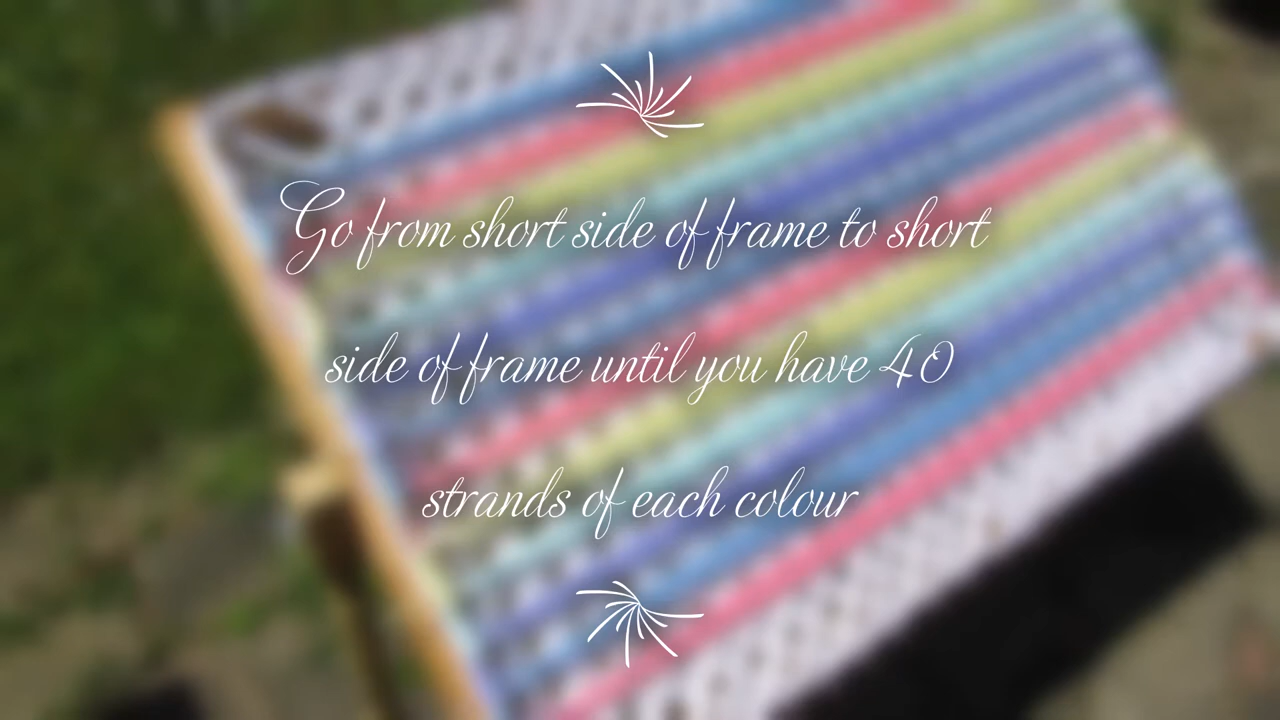 Go from short side of frame to short
side of frame until you have 40
strands of each colour